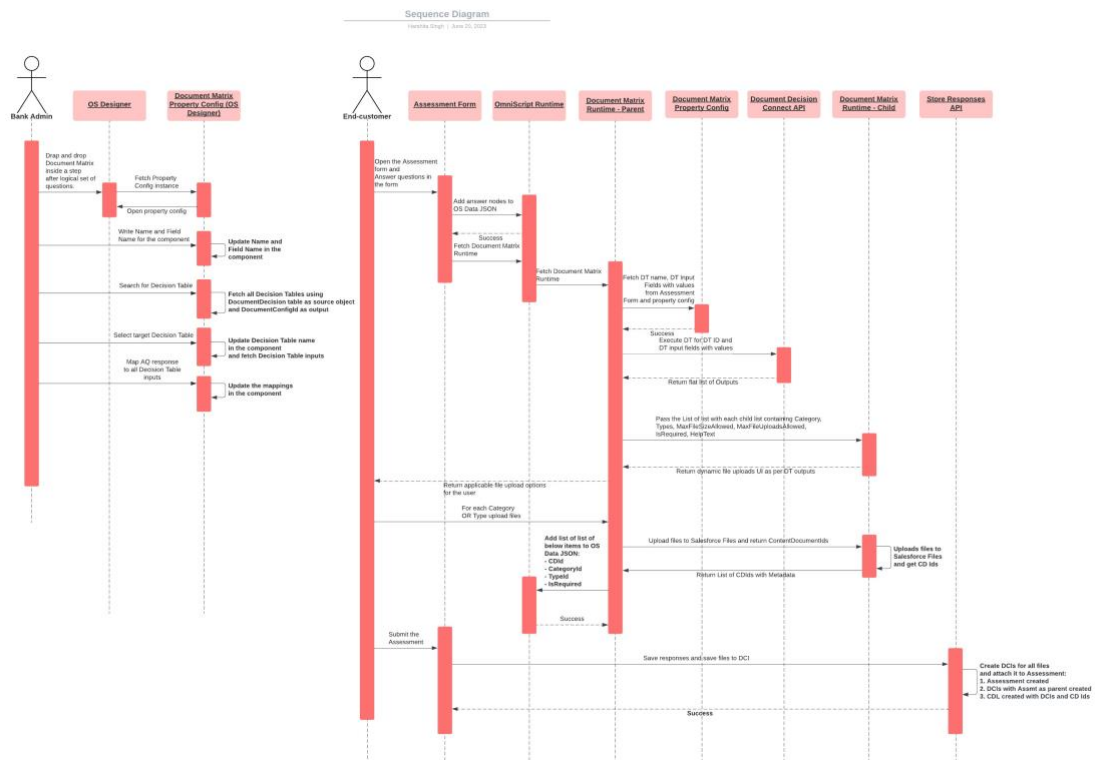 Sequence Diagram
Harshita Singh | June 20, 2023
Bank Admin
OS Designer
Document Matrix
Property Config (OS
Designer)
Drap and drop
Document Matrix
inside a step
after logical set of
questions.
Fetch Property
Config instance
Open property config
Write Name and Field
Name for the component
Update Name and
Field Name in the
component
Search for Decision Table
Fetch all Decision Tables using
DocumentDecision table as source object
and DocumentConfigId as output
Select target Decision Table
Update Decision Table name
in the component
and fetch Decision Table inputs
Map AQ response
to all Decision Table
inputs
Update the mappings
in the component
End-customer
Assessment Form
OmniScript Runtime
Document Matrix
Runtime - Parent
Document Matrix
Property Config
Document Decision
Connect API
Document Matrix
Runtime - Child
Store Responses
API
Open the Assessment
form and
Answer questions in
the form
Add answer nodes to
OS Data JSON
Success
Fetch Document Matrix
Runtime
Fetch Document Matrix
Runtime
Fetch DT name, DT Input
Fields with values
from Assessment
Form and property config
Success
Execute DT for DT ID and
DT input fields with values
Return flat list of Outputs
Pass the List of list with each child list containing Category,
Types, MaxFileSizeAllowed, MaxFileUploadsAllowed,
IsRequired, HelpText
Return dynamic file uploads UI as per DT outputs
Return applicable file upload options
for the user
For each Category
OR Type upload files
Add list of list of
below items to OS
Data JSON:
- CDId
- CategoryId
- TypeId
- IsRequired
Upload files to Salesforce Files and return ContentDocumentIds
Uploads files to
Salesforce Files
and get CD Ids
Return List of CDIds with Metadata
Success
Submit the
Assessment
Save responses and save files to DCI
Create DCIs for all files
and attach it to Assessment:
1. Assessment created
2. DCIs with Assmt as parent created
3. CDL created with DCIs and CD Ids
Success